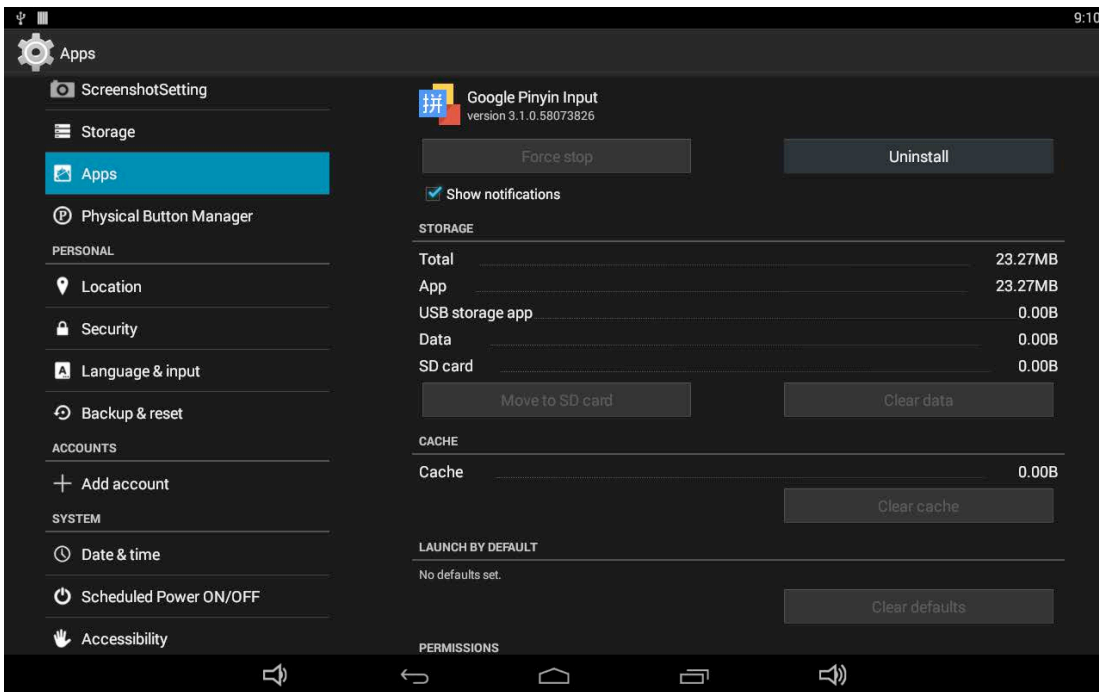 9:10
Apps
ScreenshotSetting
Storage
Apps
Physical Button Manager
PERSONAL
Location
Security
Language & input
Backup & reset
ACCOUNTS
Add account
SYSTEM
Date & time
Scheduled Power ON/OFF
Accessibility
拼
Google Pinyin Input
version 3.1.0.58073826
Force stop
Uninstall
Show notifications
STORAGE
Total 23.27MB
App 23.27MB
USB storage app 0.00B
Data 0.00B
SD card 0.00B
Move to SD card
Clear data
CACHE
Cache 0.00B
Clear cache
LAUNCH BY DEFAULT
No defaults set.
Clear defaults
PERMISSIONS